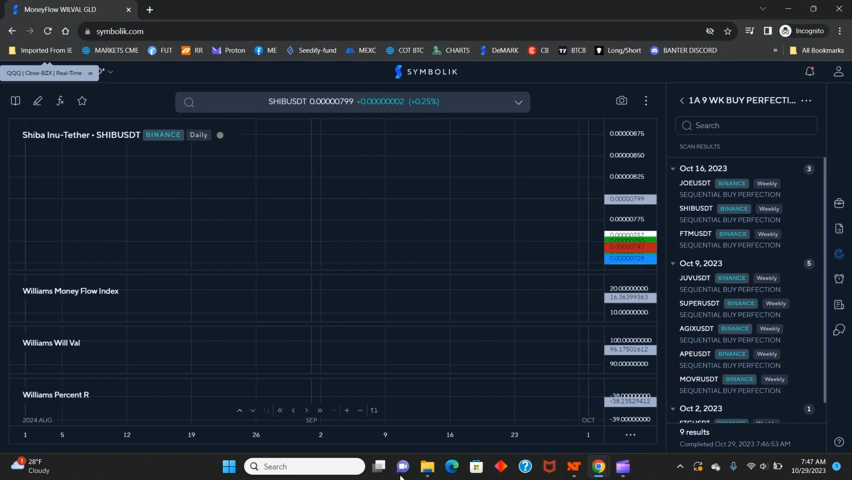 MoneyFlow WILVAL GLD
symbolik.com
Incognito
Imported From IE
MARKETS CME
FUT
RR
Proton
ME
Seedify-fund
MEXC
COT BTC
CHARTS
DeMARK
CB
BTC8
Long/Short
BANTER DISCORD
»
All Bookmarks
QQQ | Cboe-BZX | Real-Time
SYMBOLIK
SHIBUSDT 0.00000799 +0.00000002 (+0.25%)
Shiba Inu-Tether • SHIBUSDT BINANCE Daily
0.00000875
0.00000850
0.00000825
0.00000799
0.00000775
0.00000757
0.00000745
0.00000729
Williams Money Flow Index
20.00000000
16.36399363
10.00000000
Williams Will Val
100.00000000
96.17501612
90.00000000
Williams Percent R
-38.00000000
-38.23529412
-39.00000000
2024.AUG SEP OCT
1 5 12 19 26 2 9 16 23 1
1A 9 WK BUY PERFECTI...
Search
SCAN RESULTS
Oct 16, 2023 3
JOEUSDT BINANCE Weekly
SEQUENTIAL BUY PERFECTION
SHIBUSDT BINANCE Weekly
SEQUENTIAL BUY PERFECTION
FTMUSDT BINANCE Weekly
SEQUENTIAL BUY PERFECTION
Oct 9, 2023 5
JUVUSDT BINANCE Weekly
SEQUENTIAL BUY PERFECTION
SUPERUSDT BINANCE Weekly
SEQUENTIAL BUY PERFECTION
AGIXUSDT BINANCE Weekly
SEQUENTIAL BUY PERFECTION
APEUSDT BINANCE Weekly
SEQUENTIAL BUY PERFECTION
MOVRUSDT BINANCE Weekly
SEQUENTIAL BUY PERFECTION
Oct 2, 2023 1
9 results
Completed Oct 29, 2023 7:46:53 AM
28°F
Cloudy
Search
7:47 AM
10/29/2023